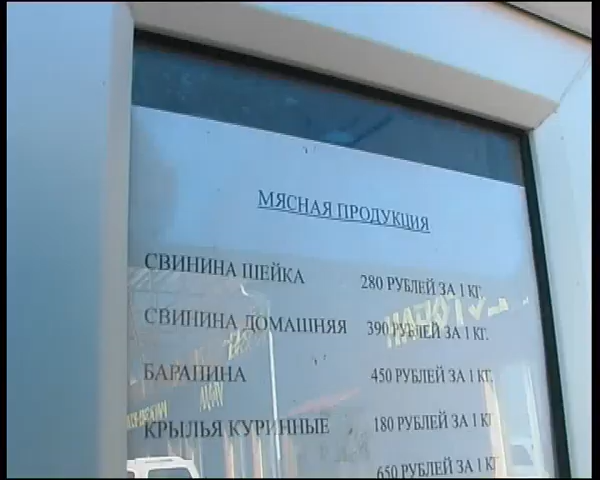 МЯСНАЯ ПРОДУКЦИЯ
СВИНИНА ШЕЙКА 280 РУБЛЕЙ ЗА 1 КГ.
СВИНИНА ДОМАШНЯЯ 390 РУБЛЕЙ ЗА 1 КГ.
БАРАПИНА 450 РУБЛЕЙ ЗА 1 КГ.
КРЫЛЬЯ КУРИННЫЕ 180 РУБЛЕЙ ЗА 1 КГ
650 РУБЛЕЙ ЗА 1 КГ